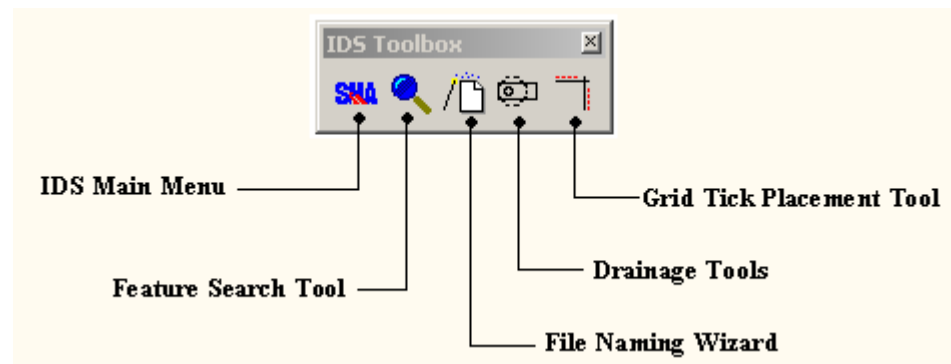 IDS Toolbox
SHA
IDS Main Menu
Grid Tick Placement Tool
Drainage Tools
Feature Search Tool
File Naming Wizard